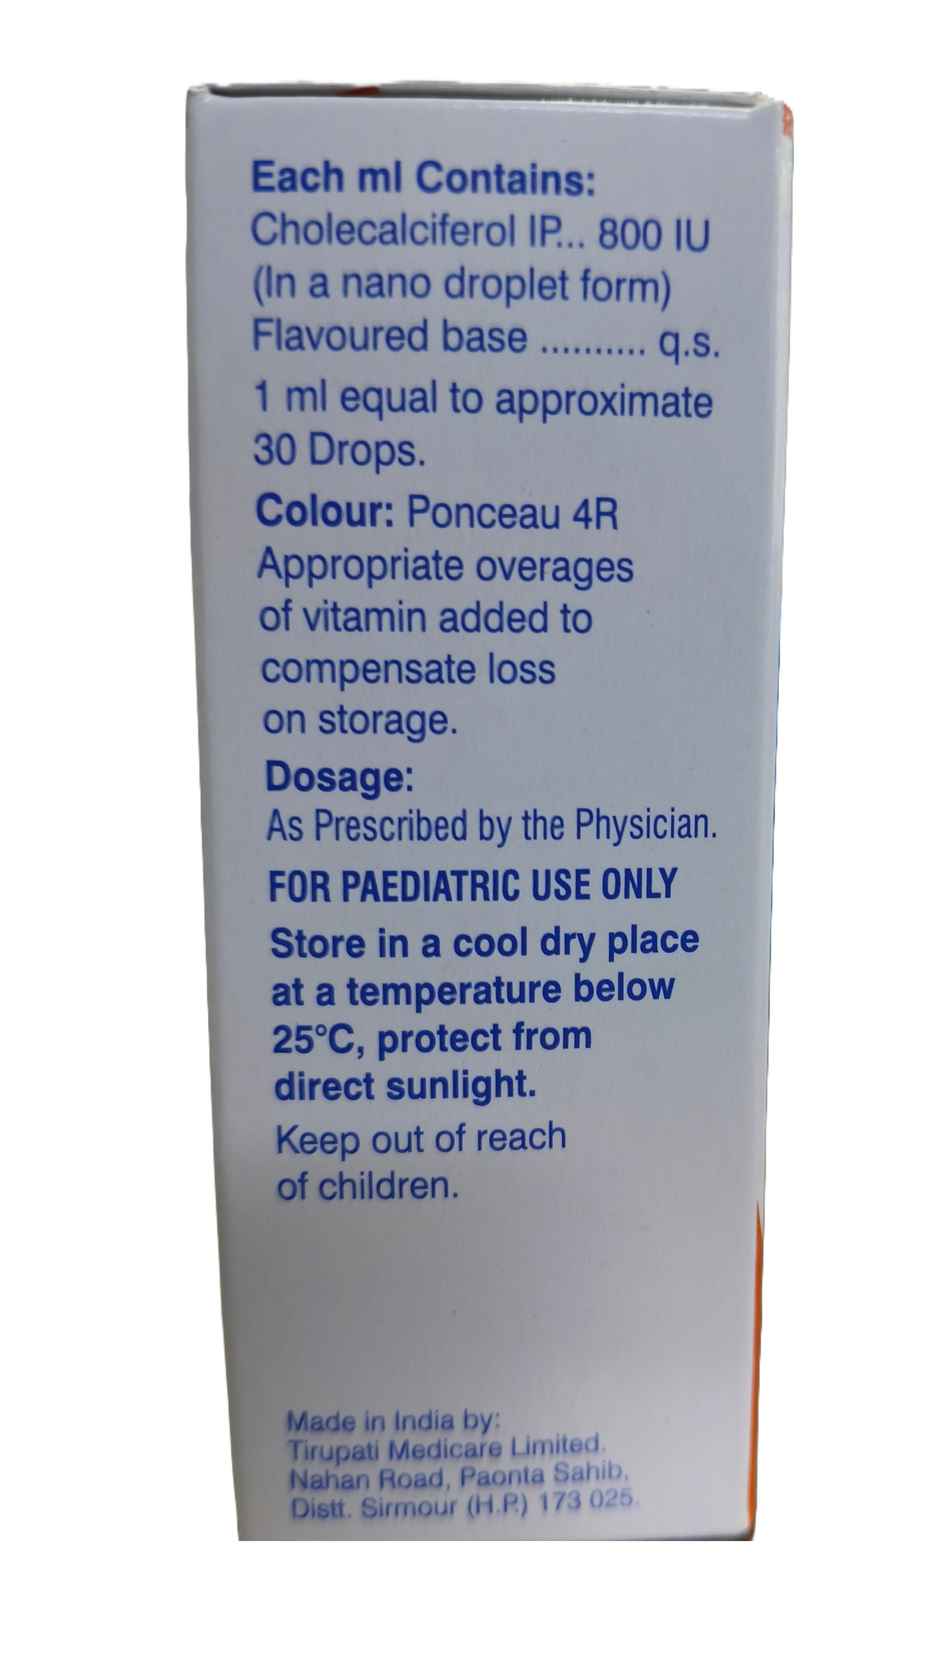 Each ml Contains:
Cholecalciferol IP... 800 IU
(In a nano droplet form)
Flavoured base .......... q.s.
1 ml equal to approximate
30 Drops.
Colour: Ponceau 4R
Appropriate overages
of vitamin added to
compensate loss
on storage.
Dosage:
As Prescribed by the Physician.
FOR PAEDIATRIC USE ONLY
Store in a cool dry place
at a temperature below
25°C, protect from
direct sunlight.
Keep out of reach
of children.
Made in India by:
Tirupati Medicare Limited.
Nahan Road, Paonta Sahib,
Distt. Sirmour (H.P.) 173 025.